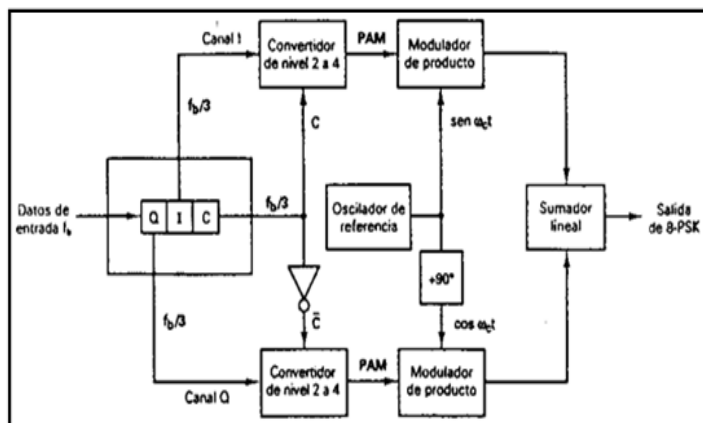 Canal I
Convertidor
de nivel 2 a 4
PAM
Modulador
de producto
f_b/3
C
sen ω_ct
Datos de
entrada f_b
Q I C
f_b/3
Oscilador de
referencia
Sumador
lineal
Salida
de 8-PSK
+90°
f_b/3
C̄
cos ω_ct
Canal Q
Convertidor
de nivel 2 a 4
PAM
Modulador
de producto